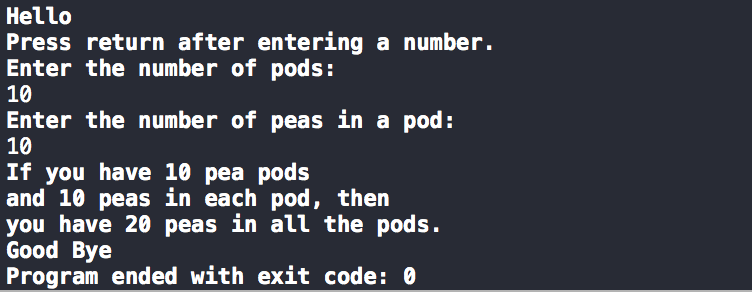 Hello
Press return after entering a number.
Enter the number of pods:
10
Enter the number of peas in a pod:
10
If you have 10 pea pods
and 10 peas in each pod, then
you have 20 peas in all the pods.
Good Bye
Program ended with exit code: 0